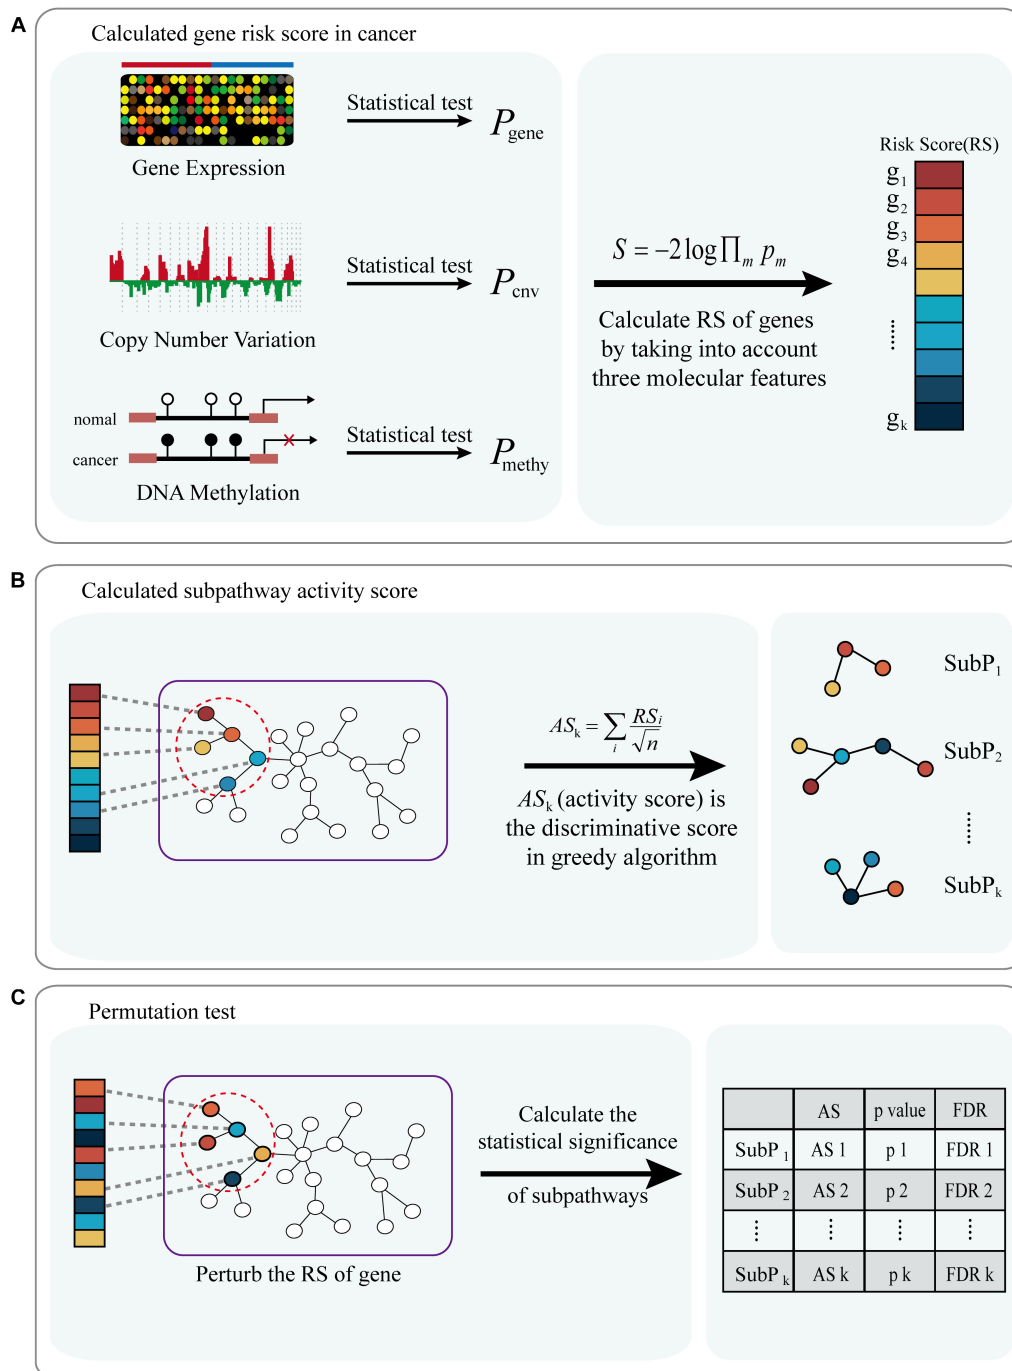 A
Calculated gene risk score in cancer
Gene Expression
Statistical test
P gene
Copy Number Variation
Statistical test
P cnv
nomal
cancer
DNA Methylation
Statistical test
P methy
S = −2 log ∏m pm
Calculate RS of genes
by taking into account
three molecular features
Risk Score(RS)
g1
g2
g3
g4
......
gk
B
Calculated subpathway activity score
ASk = ∑i RSi/√n
ASk (activity score) is
the discriminative score
in greedy algorithm
SubP1
SubP2
......
SubPk
C
Permutation test
Perturb the RS of gene
Calculate the
statistical significance
of subpathways
AS p value FDR
SubP 1 AS 1 p 1 FDR 1
SubP 2 AS 2 p 2 FDR 2
⋮ ⋮ ⋮ ⋮
SubP k AS k p k FDR k